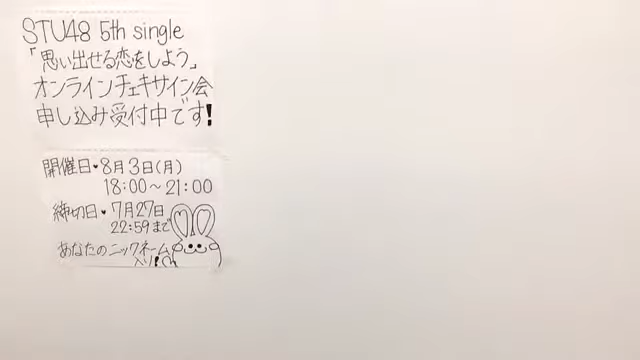 STU48 5th single
「思い出せる恋をしよう」
オンラインチェキサイン会
申し込み受付中です!
開催日♥8月3日(月)
18:00～21:00
締切日♥7月27日
22:59まで
あなたのニックネーム
入り!